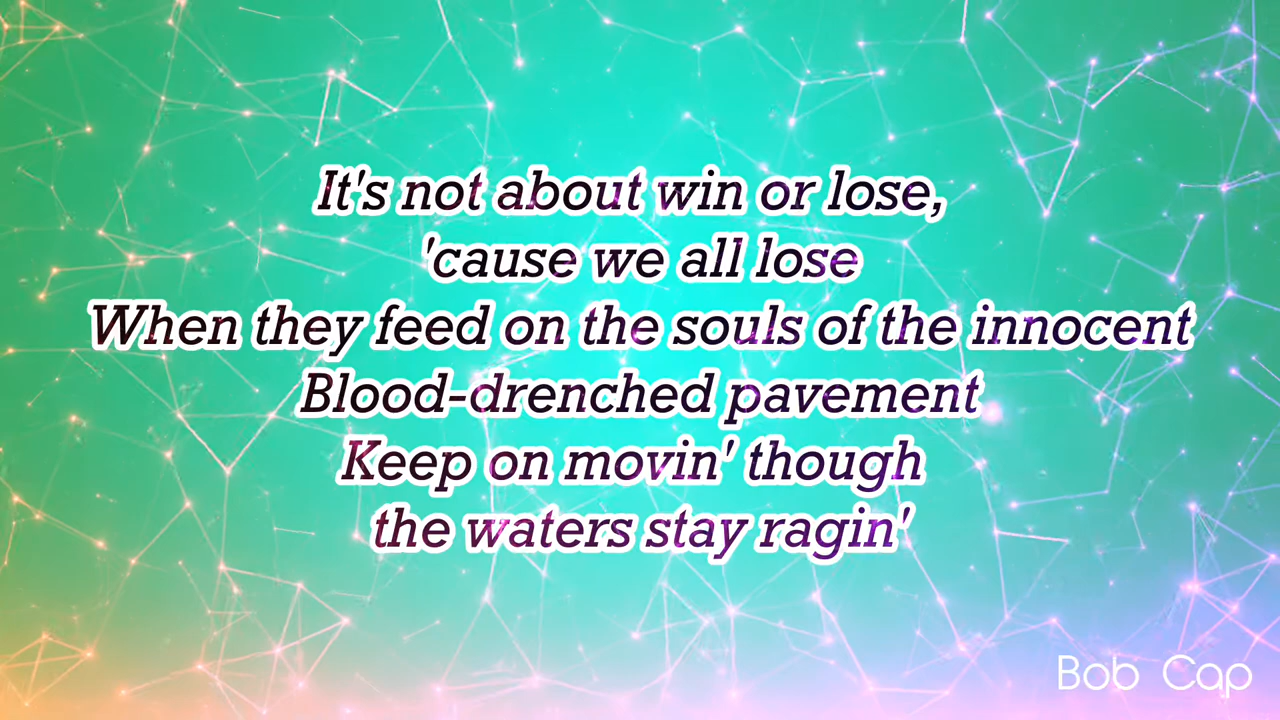 It's not about win or lose,
'cause we all lose
When they feed on the souls of the innocent
Blood-drenched pavement
Keep on movin' though
the waters stay ragin'
Bob Cap